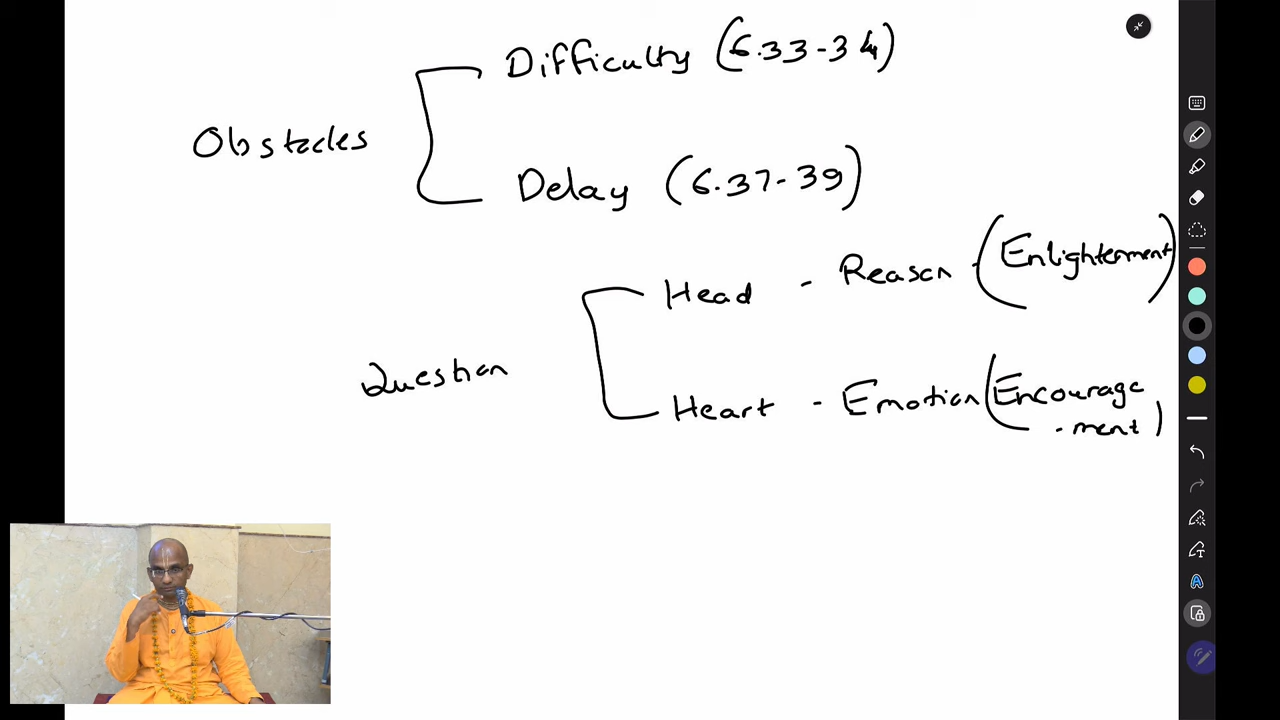 Difficulty (6.33-34)
Obstacles
Delay (6.37-39)
Head - Reason - (Enlightenment)
Question
Heart - Emotion (Encourage
-ment)